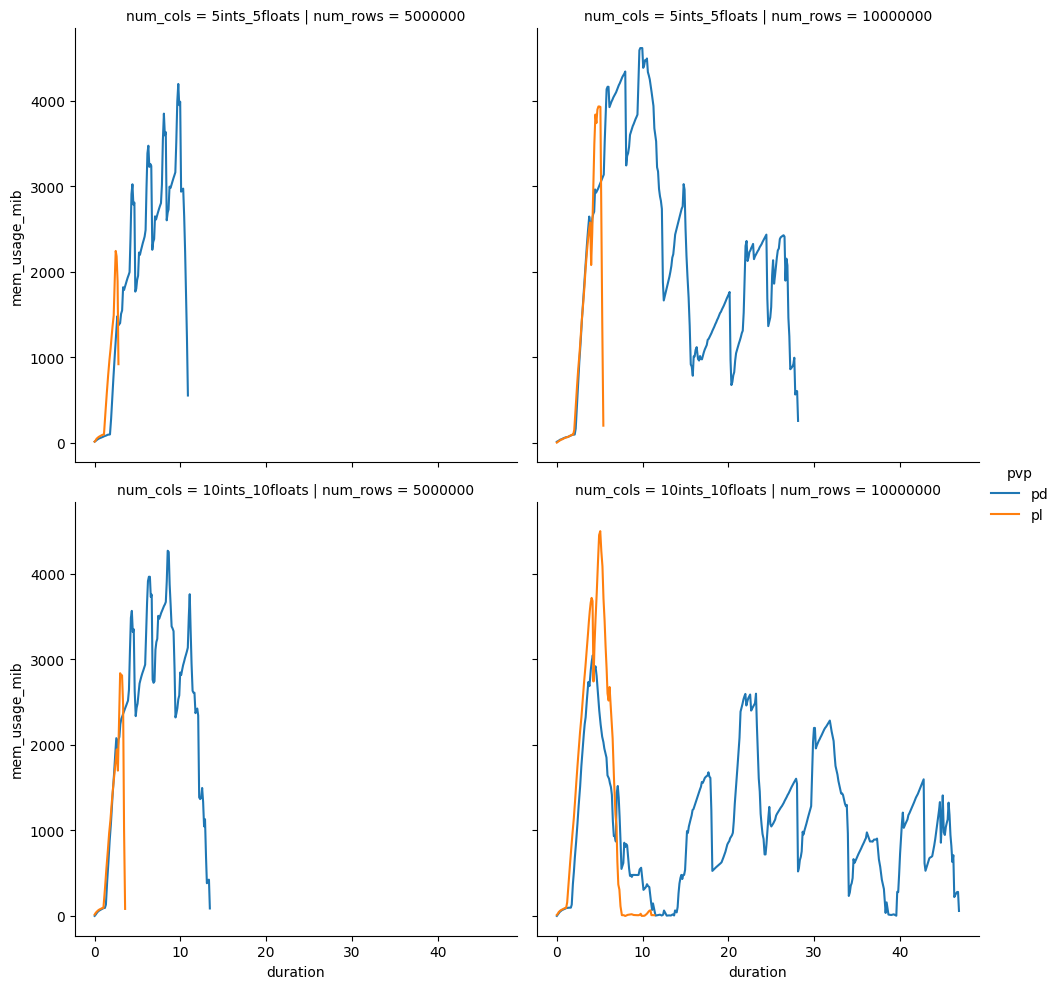 num_cols = 5ints_5floats | num_rows = 5000000
num_cols = 5ints_5floats | num_rows = 10000000
4000
3000
2000
1000
0
mem_usage_mib
pvp
pd
pl
num_cols = 10ints_10floats | num_rows = 5000000
num_cols = 10ints_10floats | num_rows = 10000000
4000
3000
2000
1000
0
mem_usage_mib
0 10 20 30 40
duration
0 10 20 30 40
duration